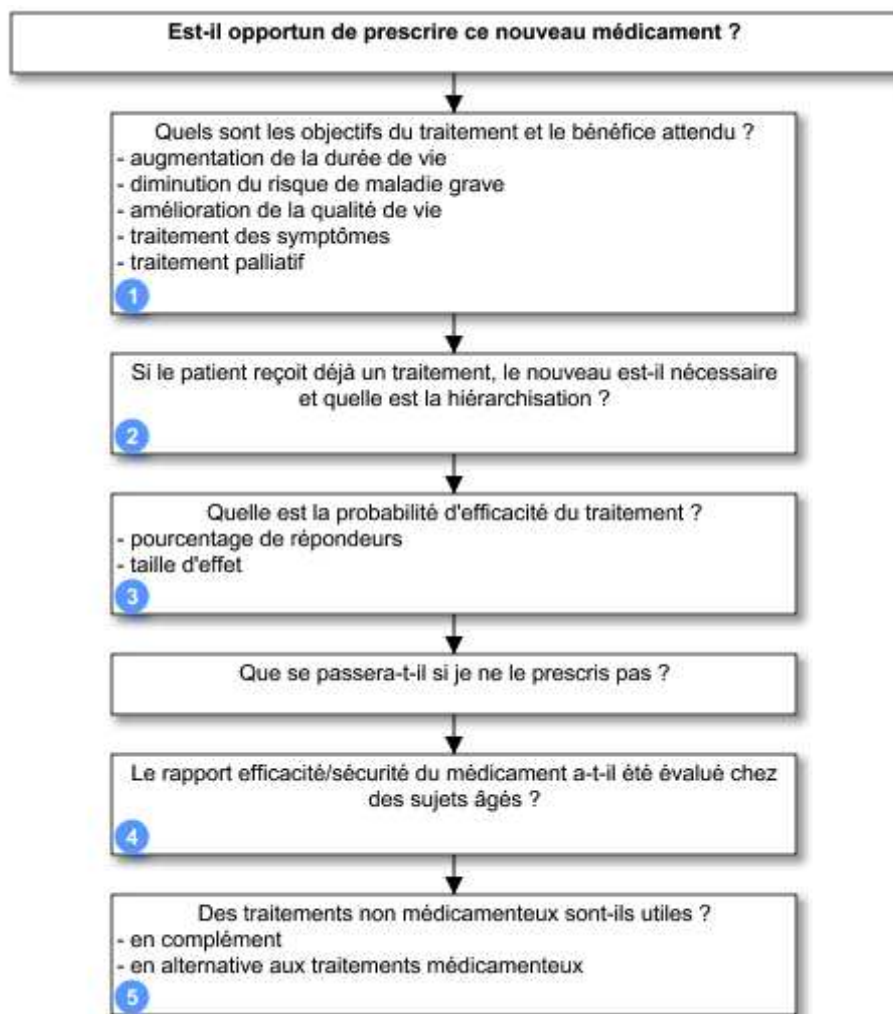 Est-il opportun de prescrire ce nouveau médicament ?
Quels sont les objectifs du traitement et le bénéfice attendu ?
- augmentation de la durée de vie
- diminution du risque de maladie grave
- amélioration de la qualité de vie
- traitement des symptômes
- traitement palliatif
1
Si le patient reçoit déjà un traitement, le nouveau est-il nécessaire
et quelle est la hiérarchisation ?
2
Quelle est la probabilité d'efficacité du traitement ?
- pourcentage de répondeurs
- taille d'effet
3
Que se passera-t-il si je ne le prescris pas ?
Le rapport efficacité/sécurité du médicament a-t-il été évalué chez
des sujets âgés ?
4
Des traitements non médicamenteux sont-ils utiles ?
- en complément
- en alternative aux traitements médicamenteux
5